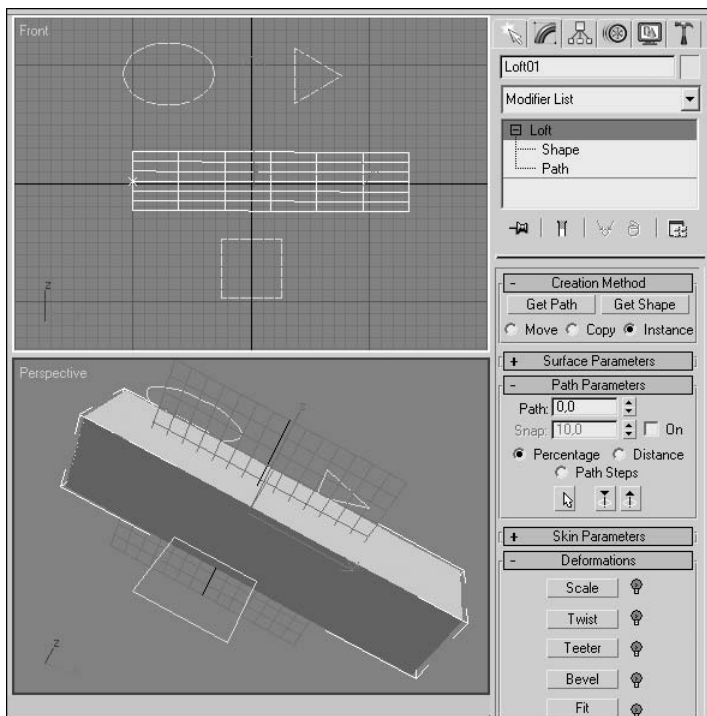 Front
z
Perspective
z
z
Loft01
Modifier List
Loft
Shape
Path
- Creation Method
Get Path Get Shape
Move Copy Instance
+ Surface Parameters
- Path Parameters
Path: 0,0
Snap: 10,0 On
Percentage Distance
Path Steps
+ Skin Parameters
- Deformations
Scale
Twist
Teeter
Bevel
Fit